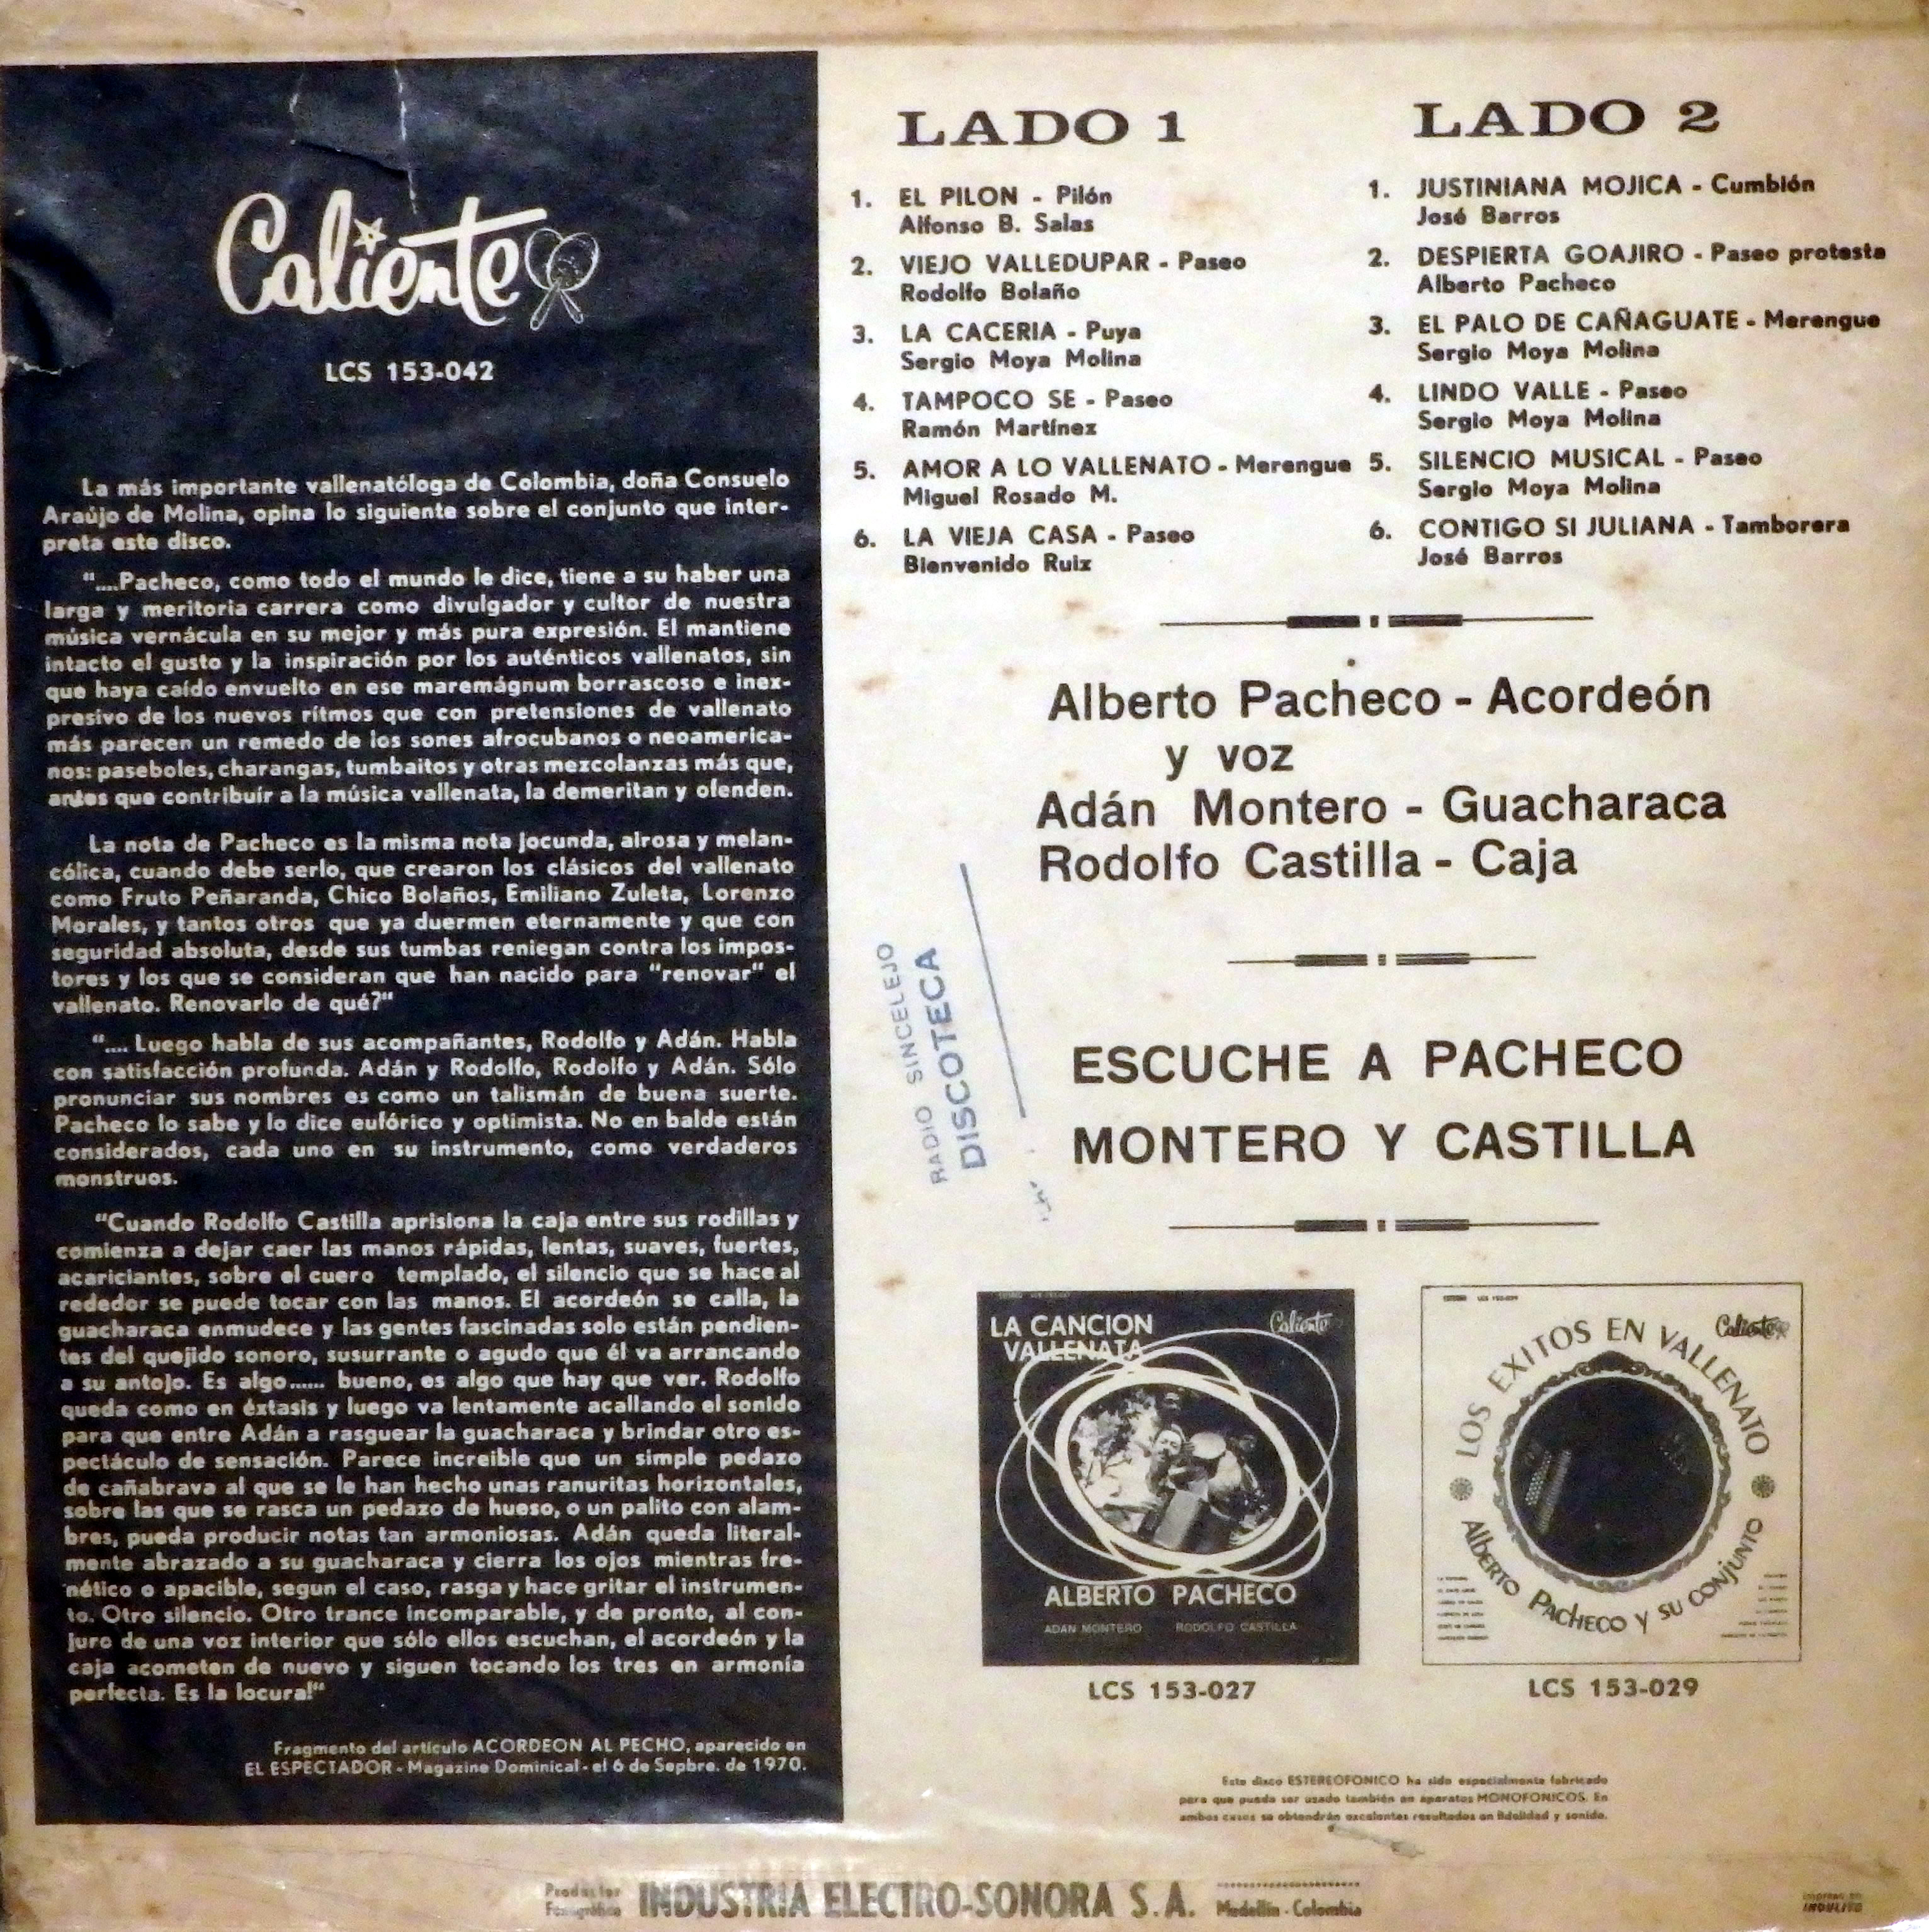 Caliente
LCS 153-042
La más importante vallenatóloga de Colombia, doña Consuelo
Araújo de Molina, opina lo siguiente sobre el conjunto que inter-
preta este disco.
"....Pacheco, como todo el mundo le dice, tiene a su haber una
larga y meritoria carrera como divulgador y cultor de nuestra
música vernácula en su mejor y más pura expresión. El mantiene
intacto el gusto y la inspiración por los auténticos vallenatos, sin
que haya caído envuelto en ese maremágnum borrascoso e inex-
presivo de los nuevos rítmos que con pretensiones de vallenato
más parecen un remedo de los sones afrocubanos o neoamerica-
nos: paseboles, charangas, tumbaitos y otras mezcolanzas más que,
antes que contribuír a la música vallenata, la demeritan y ofenden.
La nota de Pacheco es la misma nota jocunda, airosa y melan-
cólica, cuando debe serlo, que crearon los clásicos del vallenato
como Fruto Peñaranda, Chico Bolaños, Emiliano Zuleta, Lorenzo
Morales, y tantos otros que ya duermen eternamente y que con
seguridad absoluta, desde sus tumbas reniegan contra los impos-
tores y los que se consideran que han nacido para "renovar" el
vallenato. Renovarlo de qué?"
".... Luego habla de sus acompañantes, Rodolfo y Adán. Habla
con satisfacción profunda. Adán y Rodolfo, Rodolfo y Adán. Sólo
pronunciar sus nombres es como un talismán de buena suerte.
Pacheco lo sabe y lo dice eufórico y optimista. No en balde están
considerados, cada uno en su instrumento, como verdaderos
monstruos.
"Cuando Rodolfo Castilla aprisiona la caja entre sus rodillas y
comienza a dejar caer las manos rápidas, lentas, suaves, fuertes,
acariciantes, sobre el cuero templado, el silencio que se hace al
rededor se puede tocar con las manos. El acordeón se calla, la
guacharaca enmudece y las gentes fascinadas solo están pendien-
tes del quejido sonoro, susurrante o agudo que él va arrancando
a su antojo. Es algo...... bueno, es algo que hay que ver. Rodolfo
queda como en éxtasis y luego va lentamente acallando el sonido
para que entre Adán a rasguear la guacharaca y brindar otro es-
pectáculo de sensación. Parece increible que un simple pedazo
de cañabrava al que se le han hecho unas ranuritas horizontales,
sobre las que se rasca un pedazo de hueso, o un palito con alam-
bres, pueda producir notas tan armoniosas. Adán queda literal-
mente abrazado a su guacharaca y cierra los ojos mientras fre-
nético o apacible, segun el caso, rasga y hace gritar el instrumen-
to. Otro silencio. Otro trance incomparable, y de pronto, al con-
juro de una voz interior que sólo ellos escuchan, el acordeón y la
caja acometen de nuevo y siguen tocando los tres en armonía
perfecta. Es la locura!"
Fragmento del artículo ACORDEON AL PECHO, aparecido en
EL ESPECTADOR - Magazine Dominical - el 6 de Sepbre. de 1970.
LADO 1
1. EL PILON - Pilón
Alfonso B. Salas
2. VIEJO VALLEDUPAR - Paseo
Rodolfo Bolaño
3. LA CACERIA - Puya
Sergio Moya Molina
4. TAMPOCO SE - Paseo
Ramón Martínez
5. AMOR A LO VALLENATO - Merengue
Miguel Rosado M.
6. LA VIEJA CASA - Paseo
Bienvenido Ruiz
LADO 2
1. JUSTINIANA MOJICA - Cumbión
José Barros
2. DESPIERTA GOAJIRO - Paseo protesta
Alberto Pacheco
3. EL PALO DE CAÑAGUATE - Merengue
Sergio Moya Molina
4. LINDO VALLE - Paseo
Sergio Moya Molina
5. SILENCIO MUSICAL - Paseo
Sergio Moya Molina
6. CONTIGO SI JULIANA - Tamborera
José Barros
Alberto Pacheco - Acordeón
y voz
Adán Montero - Guacharaca
Rodolfo Castilla - Caja
RADIO SINCELEJO
DISCOTECA
ESCUCHE A PACHECO
MONTERO Y CASTILLA
LA CANCION
VALLENATA
Caliente
ALBERTO PACHECO
ADAN MONTERO RODOLFO CASTILLA
LCS 153-027
Caliente
LOS EXITOS EN VALLENATO
Alberto Pacheco y su conjunto
LCS 153-029
Este disco ESTEREOFONICO ha sido especialmente fabricado
para que pueda ser usado también en aparatos MONOFONICOS. En
ambos casos se obtendrán excelentes resultados en fidelidad y sonido.
Productor
Fonográfico
INDUSTRIA ELECTRO-SONORA S.A.
Medellín - Colombia